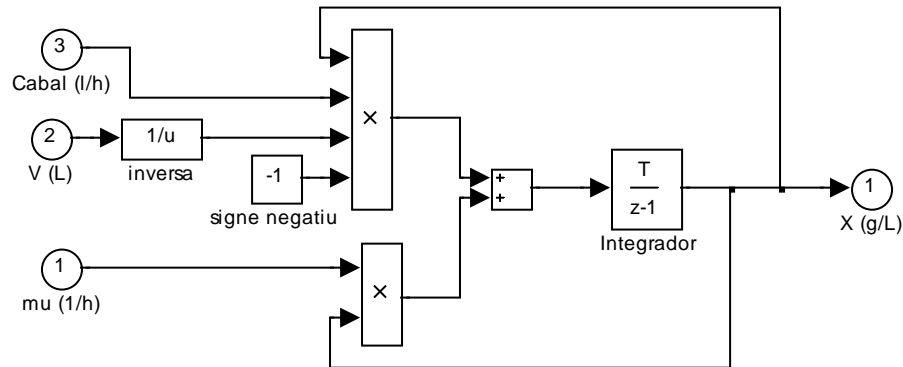 3
Cabal (l/h)
2
V (L)
1/u
inversa
-1
signe negatiu
×
1
mu (1/h)
×
+
+
T
z-1
Integrador
1
X (g/L)